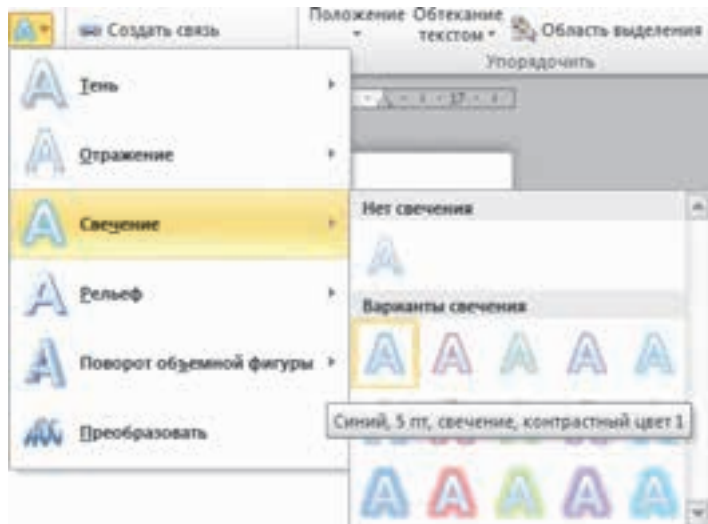 Создать связь
Положение
Обтекание текстом
Область выделения
Упорядочить
17
Тень
Отражение
Свечение
Рельеф
Поворот объемной фигуры
Преобразовать
Нет свечения
Варианты свечения
Синий, 5 пт, свечение, контрастный цвет 1